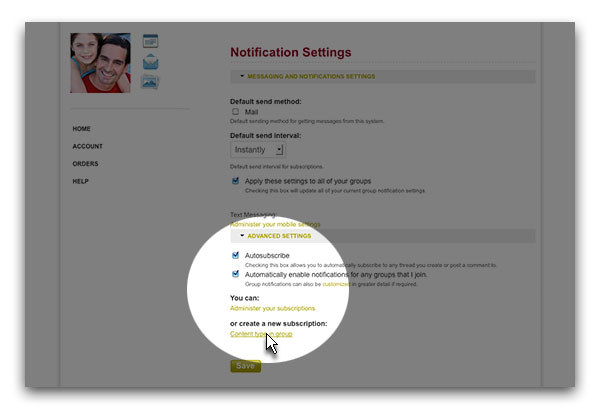 Notification Settings
MESSAGING AND NOTIFICATIONS SETTINGS
Default send method:
Mail
Default sending method for getting messages from this system.
Default send interval:
Instantly
Default send interval for subscriptions.
Apply these settings to all of your groups
Checking this box will update all of your current group notification settings.
HOME
ACCOUNT
ORDERS
HELP
Text Messaging:
Administer your mobile settings
ADVANCED SETTINGS
Autosubscribe
Checking this box allows you to automatically subscribe to any thread you create or post a comment to.
Automatically enable notifications for any groups that I join.
Group notifications can also be customized in greater detail if required.
You can:
Administer your subscriptions
or create a new subscription:
Content type in group
Save